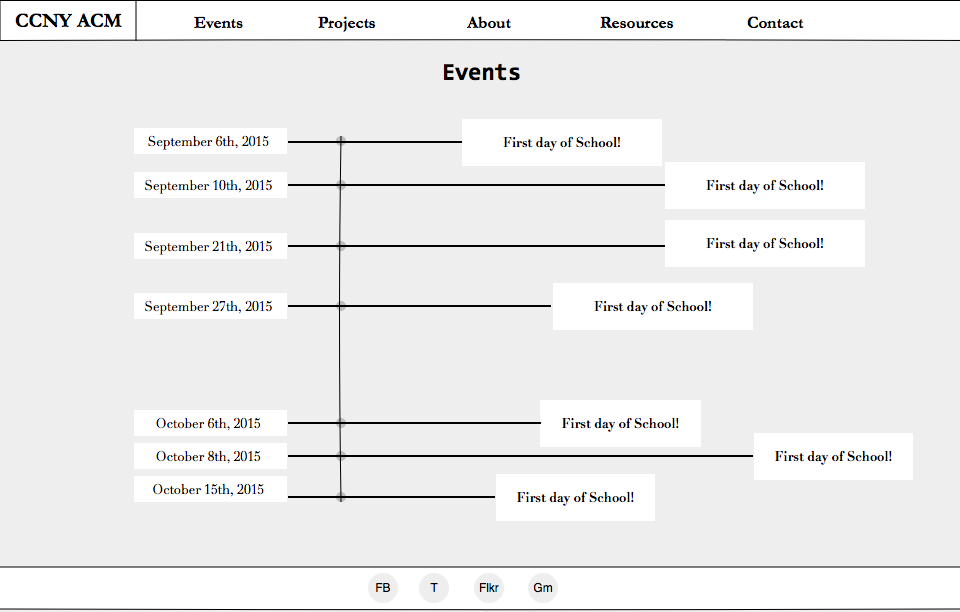 CCNY ACM Events Projects About Resources Contact
Events
September 6th, 2015 First day of School!
September 10th, 2015 First day of School!
September 21th, 2015 First day of School!
September 27th, 2015 First day of School!
October 6th, 2015 First day of School!
October 8th, 2015 First day of School!
October 15th, 2015 First day of School!
FB T Flkr Gm